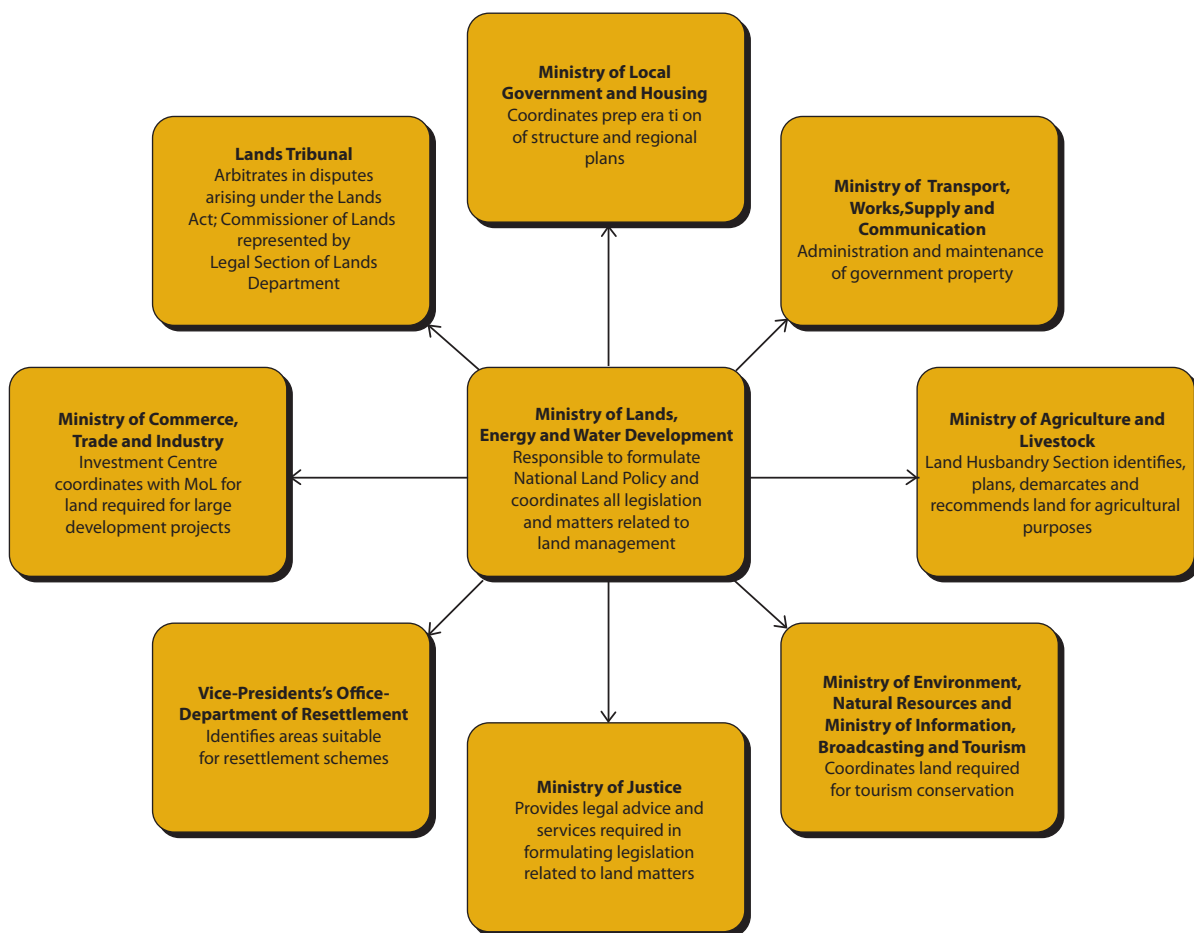 Ministry of Local
Government and Housing
Coordinates prep era ti on
of structure and regional
plans
Lands Tribunal
Arbitrates in disputes
arising under the Lands
Act; Commissioner of Lands
represented by
Legal Section of Lands
Department
Ministry of Transport,
Works,Supply and
Communication
Administration and maintenance
of government property
Ministry of Commerce,
Trade and Industry
Investment Centre
coordinates with MoL for
land required for large
development projects
Ministry of Lands,
Energy and Water Development
Responsible to formulate
National Land Policy and
coordinates all legislation
and matters related to
land management
Ministry of Agriculture and
Livestock
Land Husbandry Section identifies,
plans, demarcates and
recommends land for agricultural
purposes
Vice-Presidents's Office-
Department of Resettlement
Identifies areas suitable
for resettlement schemes
Ministry of Justice
Provides legal advice and
services required in
formulating legislation
related to land matters
Ministry of Environment,
Natural Resources and
Ministry of Information,
Broadcasting and Tourism
Coordinates land required
for tourism conservation